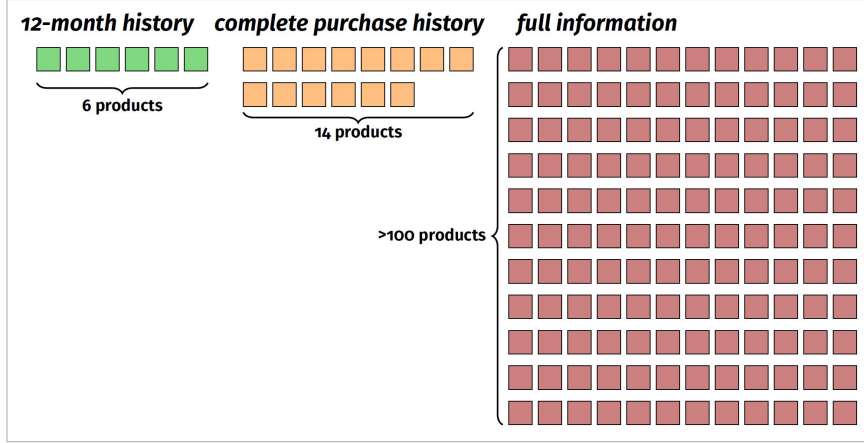 12-month history
complete purchase history
full information
6 products
14 products
>100 products